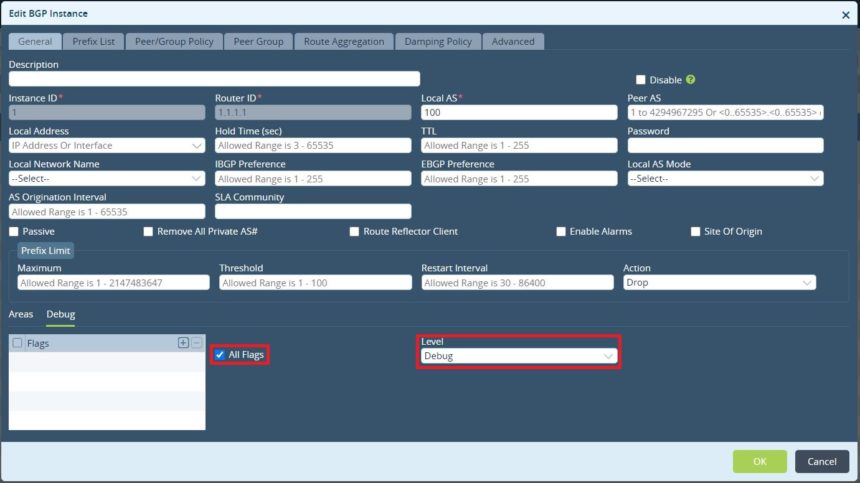 Edit BGP Instance
General Prefix List Peer/Group Policy Peer Group Route Aggregation Damping Policy Advanced
Description
Disable
Instance ID* Router ID* Local AS* Peer AS
1 1.1.1.1 100 1 to 4294967295 Or <0..65535>.<0..65535>
Local Address Hold Time (sec) TTL Password
IP Address Or Interface Allowed Range is 3 - 65535 Allowed Range is 1 - 255
Local Network Name IBGP Preference EBGP Preference Local AS Mode
--Select-- Allowed Range is 1 - 255 Allowed Range is 1 - 255 --Select--
AS Origination Interval SLA Community
Allowed Range is 1 - 65535
Passive Remove All Private AS# Route Reflector Client Enable Alarms Site Of Origin
Prefix Limit
Maximum Threshold Restart Interval Action
Allowed Range is 1 - 2147483647 Allowed Range is 1 - 100 Allowed Range is 30 - 86400 Drop
Areas Debug
Flags
All Flags
Level
Debug
OK Cancel